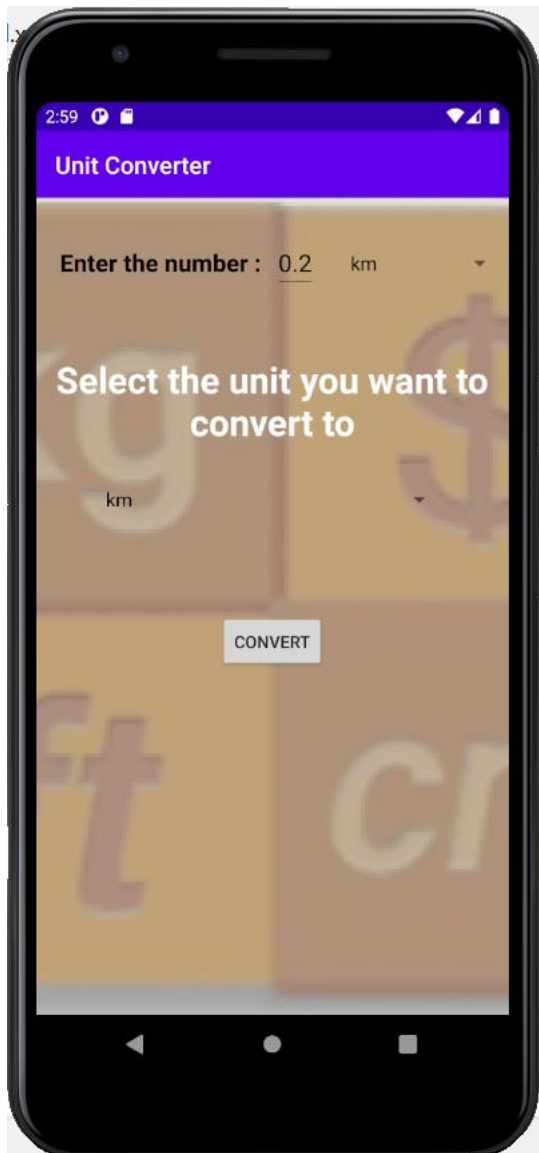 .x
2:59
Unit Converter
Enter the number : 0.2 km
Select the unit you want to
convert to
kg
$
km
CONVERT
ft
cr